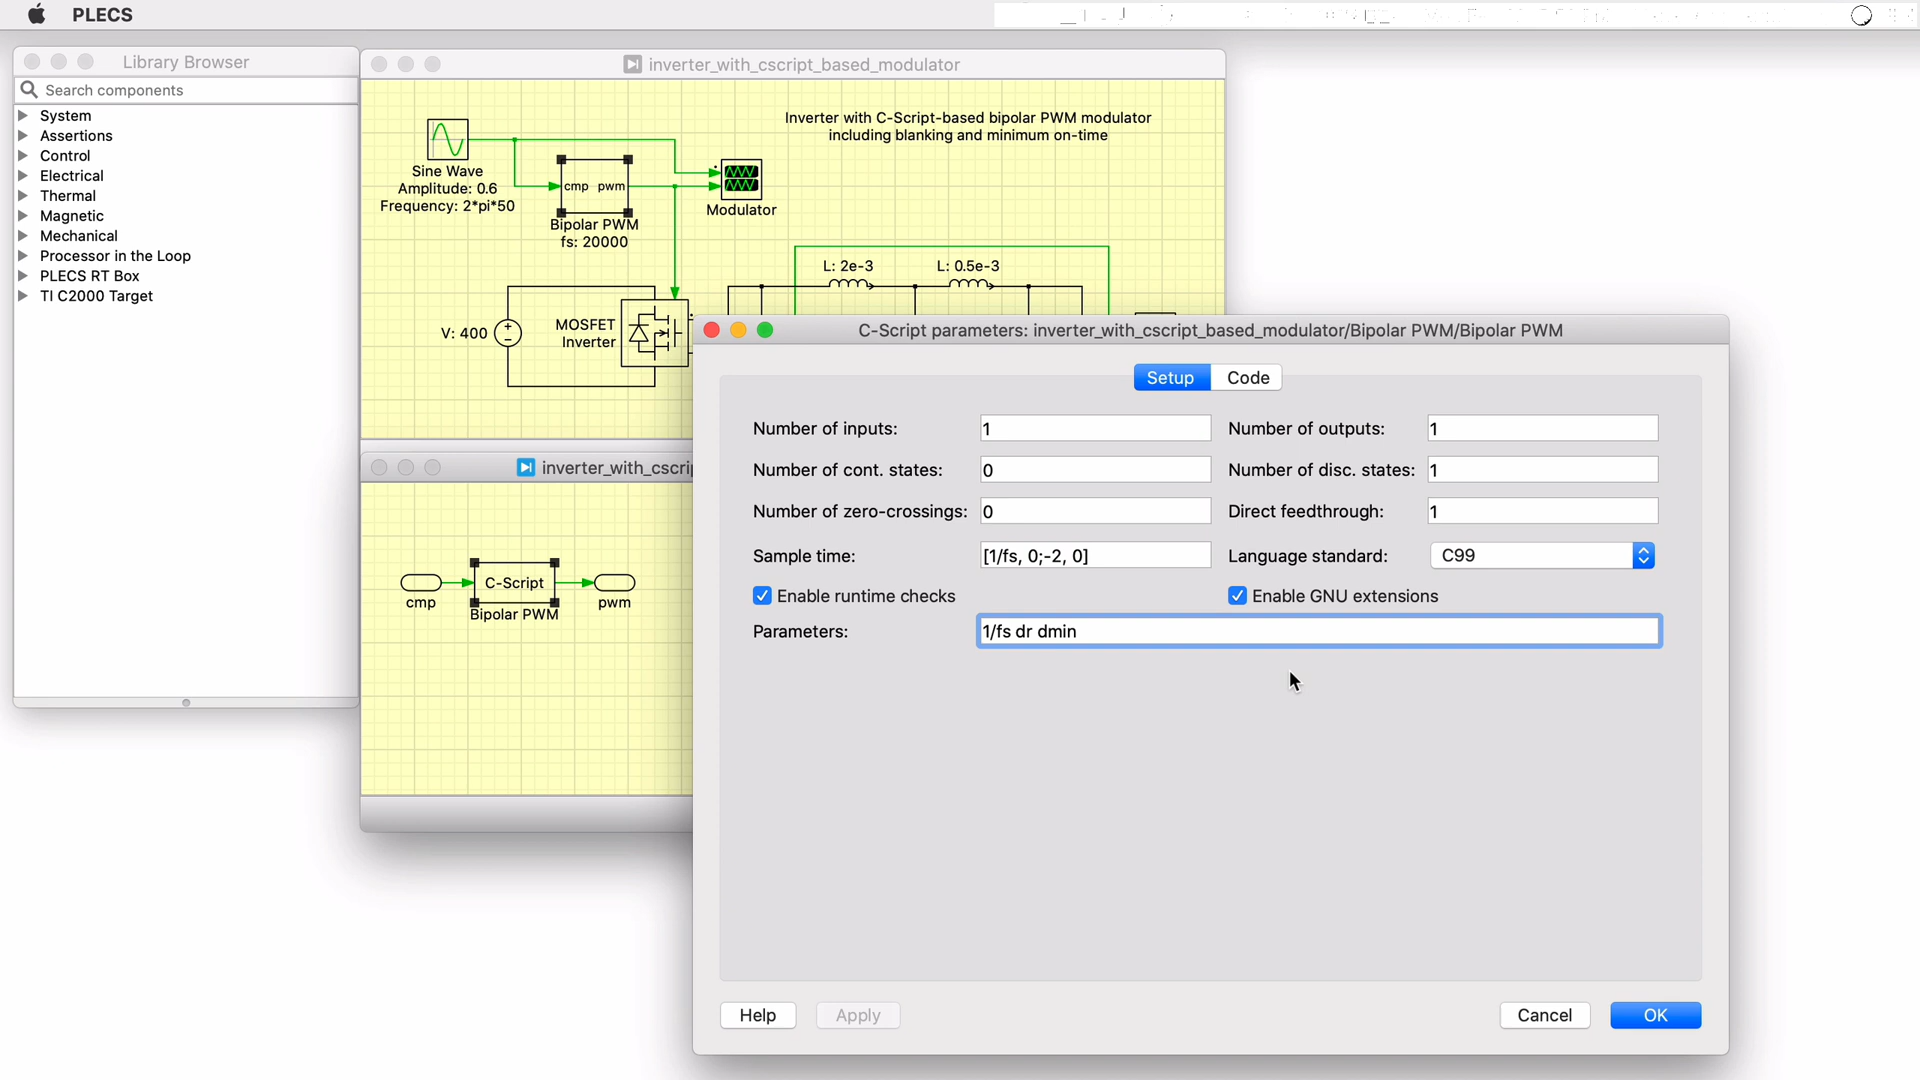 PLECS
Library Browser
Search components
System
Assertions
Control
Electrical
Thermal
Magnetic
Mechanical
Processor in the Loop
PLECS RT Box
TI C2000 Target
inverter_with_cscript_based_modulator
Inverter with C-Script-based bipolar PWM modulator
including blanking and minimum on-time
Sine Wave
Amplitude: 0.6
Frequency: 2*pi*50
cmp pwm
Bipolar PWM
fs: 20000
Modulator
L: 2e-3
L: 0.5e-3
V: 400
MOSFET
Inverter
inverter_with_cscrip
cmp
C-Script
Bipolar PWM
pwm
C-Script parameters: inverter_with_cscript_based_modulator/Bipolar PWM/Bipolar PWM
Setup
Code
Number of inputs: 1
Number of outputs: 1
Number of cont. states: 0
Number of disc. states: 1
Number of zero-crossings: 0
Direct feedthrough: 1
Sample time: [1/fs, 0;-2, 0]
Language standard: C99
Enable runtime checks
Enable GNU extensions
Parameters: 1/fs dr dmin
Help
Apply
Cancel
OK